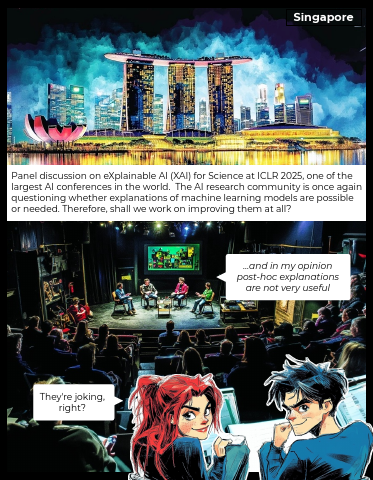 Singapore
Panel discussion on eXplainable AI (XAI) for Science at ICLR 2025, one of the
largest AI conferences in the world. The AI research community is once again
questioning whether explanations of machine learning models are possible
or needed. Therefore, shall we work on improving them at all?
...and in my opinion
post-hoc explanations
are not very useful
They're joking,
right?